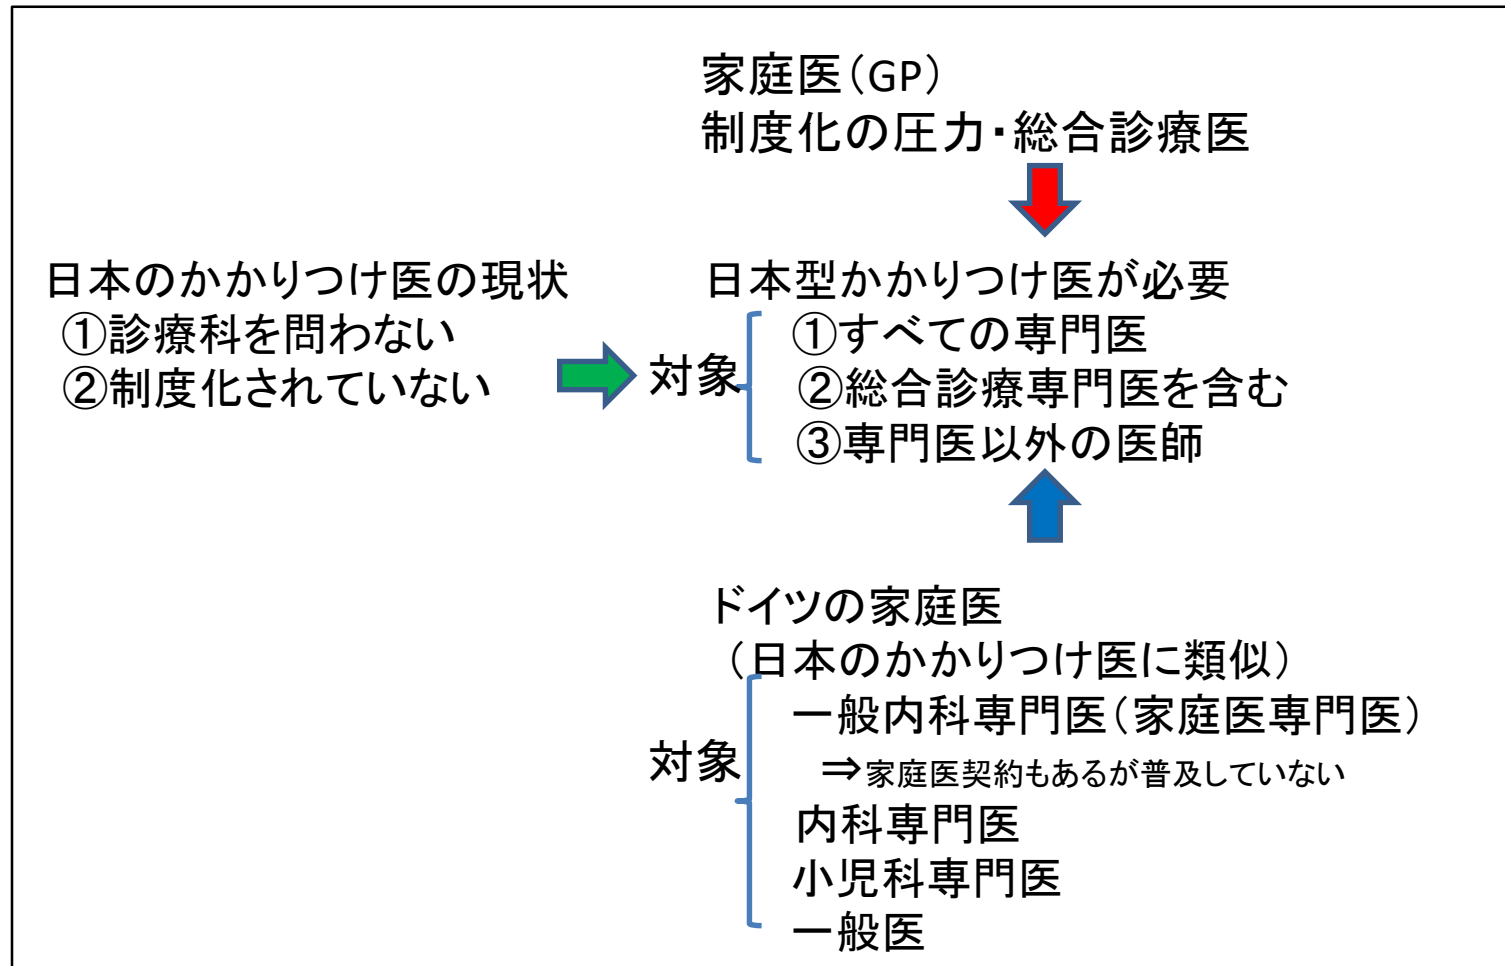 家庭医(GP)
制度化の圧力・総合診療医
日本のかかりつけ医の現状
①診療科を問わない
②制度化されていない
日本型かかりつけ医が必要
対象
①すべての専門医
②総合診療専門医を含む
③専門医以外の医師
ドイツの家庭医
(日本のかかりつけ医に類似)
対象
一般内科専門医(家庭医専門医)
⇒家庭医契約もあるが普及していない
内科専門医
小児科専門医
一般医